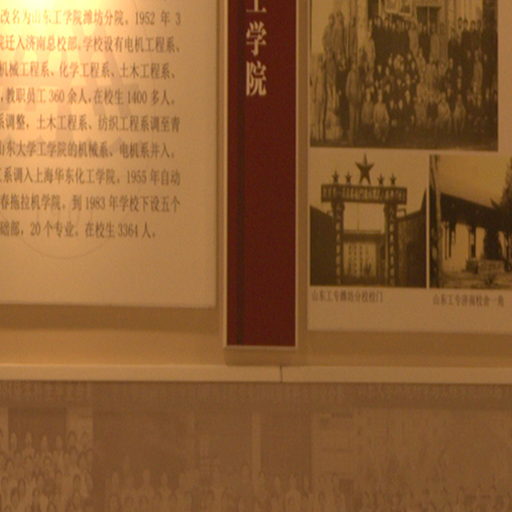 改名为山东工学院潍坊分院。1952 年 3
院迁入济南总校部。学校设有电机工程系、
机械工程系、化学工程系、土木工程系、
教职员工 360 余人，在校生 1400 多人。
系调整，土木工程系、纺织工程系调至青
山东大学工学院的机械系、电机系并入。
系调入上海华东化工学院。1955 年自动
春拖拉机学院。到 1983 年学校下设五个
础部，20 个专业。在校生 3364 人。
工学院
山东工专潍坊分校校门
山东工专济南校舍一角